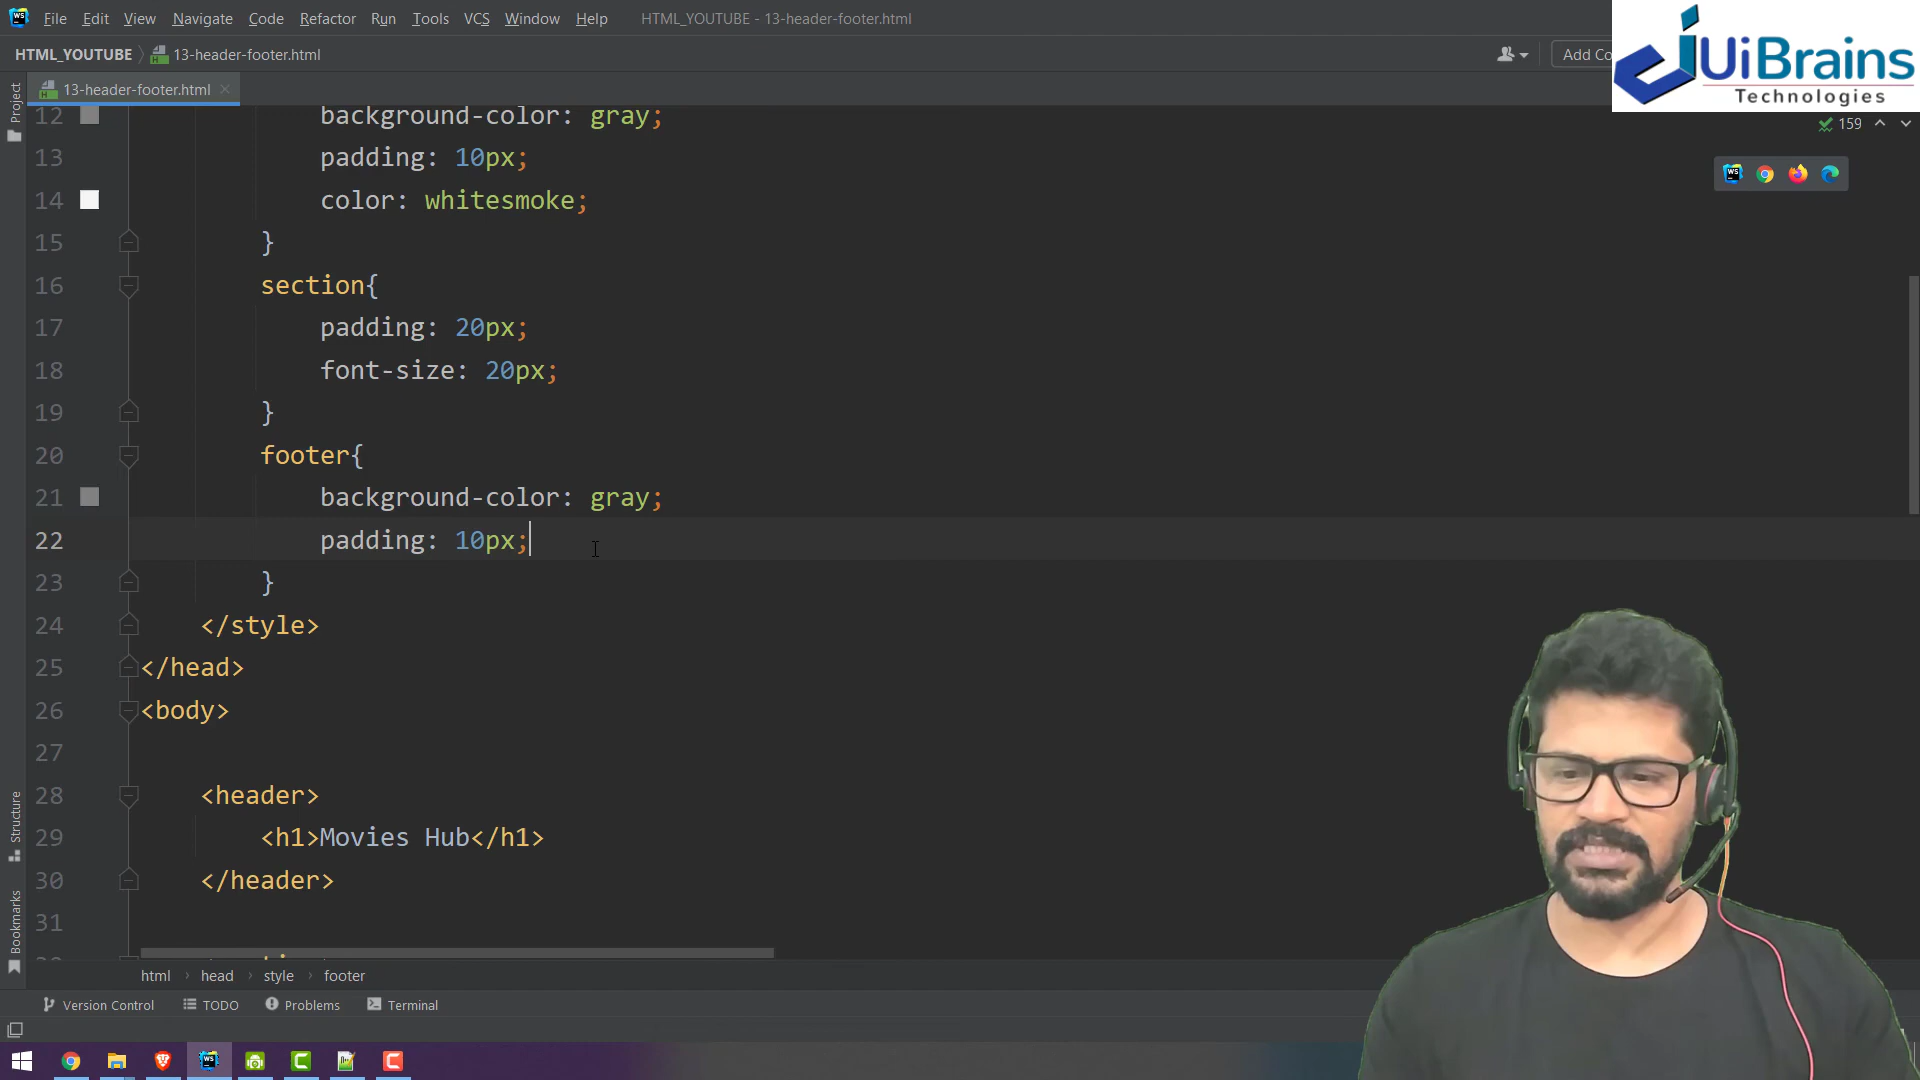 File Edit View Navigate Code Refactor Run Tools VCS Window Help HTML_YOUTUBE - 13-header-footer.html
HTML_YOUTUBE 13-header-footer.html
Add Co
UiBrains
Technologies
Project
13-header-footer.html
159
12 background-color: gray;
13 padding: 10px;
14 color: whitesmoke;
15 }
16 section{
17 padding: 20px;
18 font-size: 20px;
19 }
20 footer{
21 background-color: gray;
22 padding: 10px;
23 }
24 </style>
25 </head>
26 <body>
27
28 <header>
29 <h1>Movies Hub</h1>
30 </header>
31
Structure
Bookmarks
html head style footer
Version Control TODO Problems Terminal